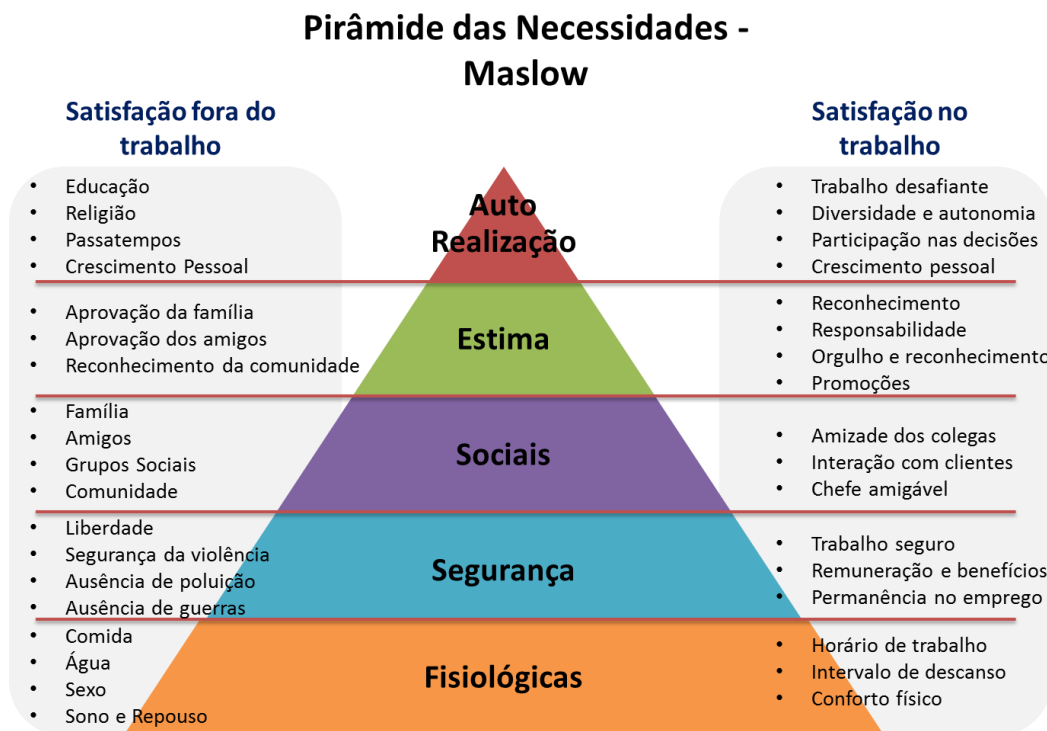 Pirâmide das Necessidades -
Maslow
Satisfação fora do
trabalho
• Educação
• Religião
• Passatempos
• Crescimento Pessoal
• Aprovação da família
• Aprovação dos amigos
• Reconhecimento da comunidade
• Família
• Amigos
• Grupos Sociais
• Comunidade
• Liberdade
• Segurança da violência
• Ausência de poluição
• Ausência de guerras
• Comida
• Água
• Sexo
• Sono e Repouso
Auto
Realização
Estima
Sociais
Segurança
Fisiológicas
Satisfação no
trabalho
• Trabalho desafiante
• Diversidade e autonomia
• Participação nas decisões
• Crescimento pessoal
• Reconhecimento
• Responsabilidade
• Orgulho e reconhecimento
• Promoções
• Amizade dos colegas
• Interação com clientes
• Chefe amigável
• Trabalho seguro
• Remuneração e benefícios
• Permanência no emprego
• Horário de trabalho
• Intervalo de descanso
• Conforto físico